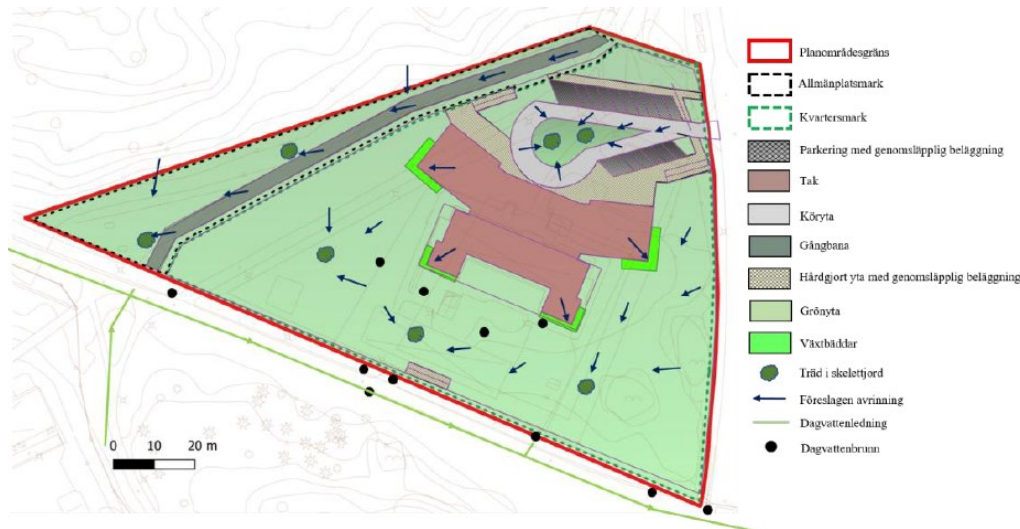 Planområdesgräns
Allmänplatsmark
Kvartersmark
Parkering med genomsläpplig beläggning
Tak
Köryta
Gångbana
Hårdgjort yta med genomsläpplig beläggning
Grönyta
Växtbäddar
Träd i skelettjord
Föreslagen avrinning
Dagvattenledning
Dagvattenbrunn
0 10 20 m